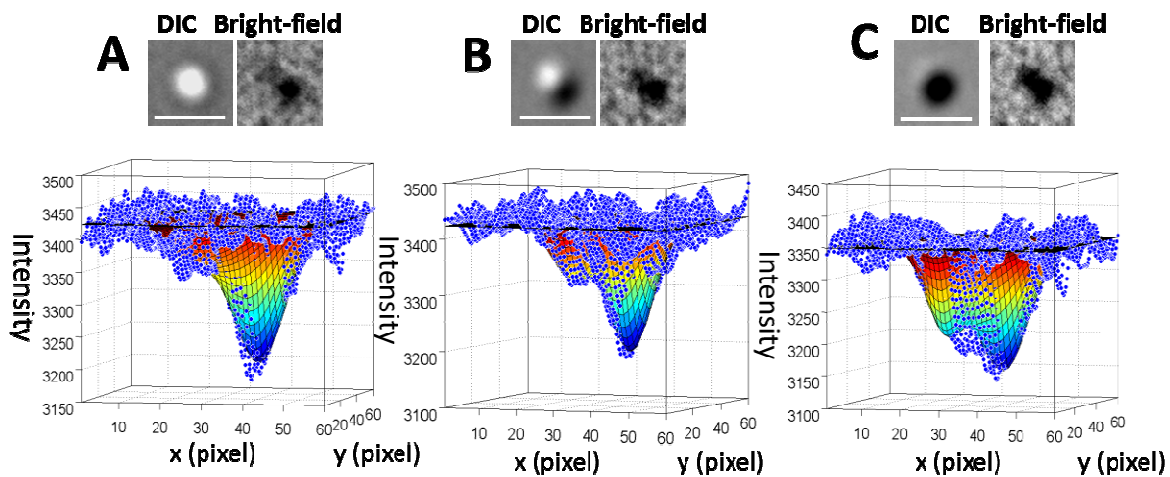 A
DIC Bright-field
B
DIC Bright-field
C
DIC Bright-field
3500
3450
3400
3350
3300
3250
3200
3150
Intensity
10 20 30 40 50 60
20 40 60
x (pixel)
y (pixel)
3500
3400
3300
3200
3100
Intensity
10 20 30 40 50 60
20 40 60
x (pixel)
y (pixel)
3450
3400
3350
3300
3250
3200
3150
3100
Intensity
10 20 30 40 50 60
20 40 60
x (pixel)
y (pixel)